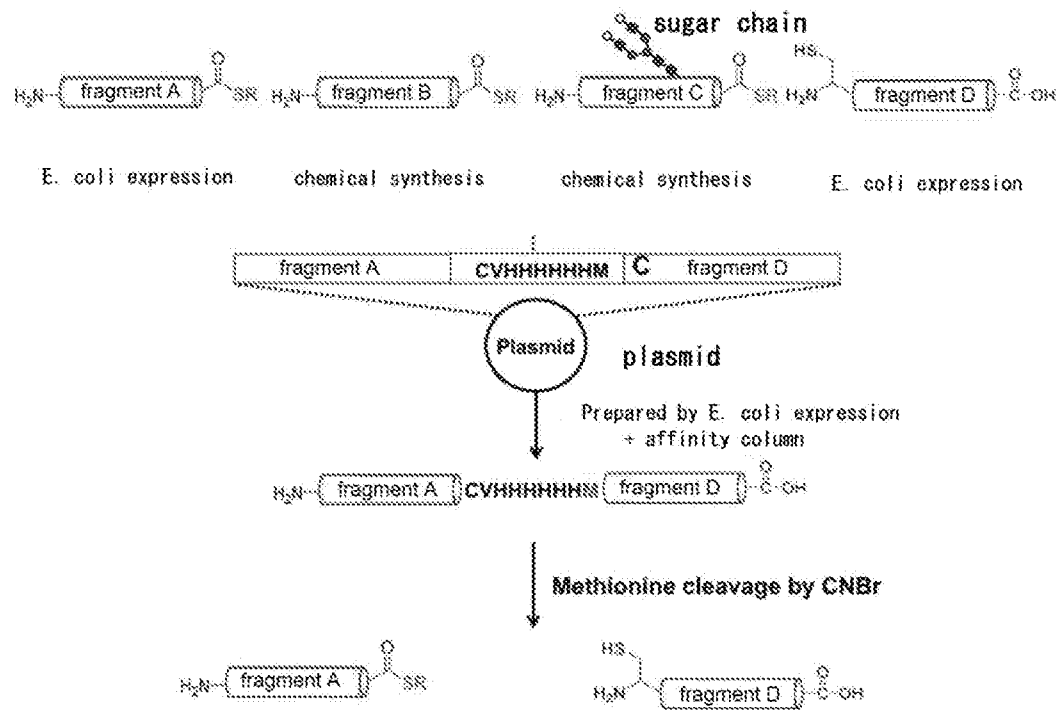 sugar chain
O O O HS O
H₂N fragment A SR H₂N fragment B SR H₂N fragment C SR H₂N fragment D C OH
E. coli expression chemical synthesis chemical synthesis E. coli expression
fragment A CVHHHHHHM C fragment D
Plasmid
plasmid
Prepared by E. coli expression
+ affinity column
O
H₂N fragment A CVHHHHHHM fragment D C-OH
Methionine cleavage by CNBr
O HS O
H₂N fragment A SR H₂N fragment D C-OH